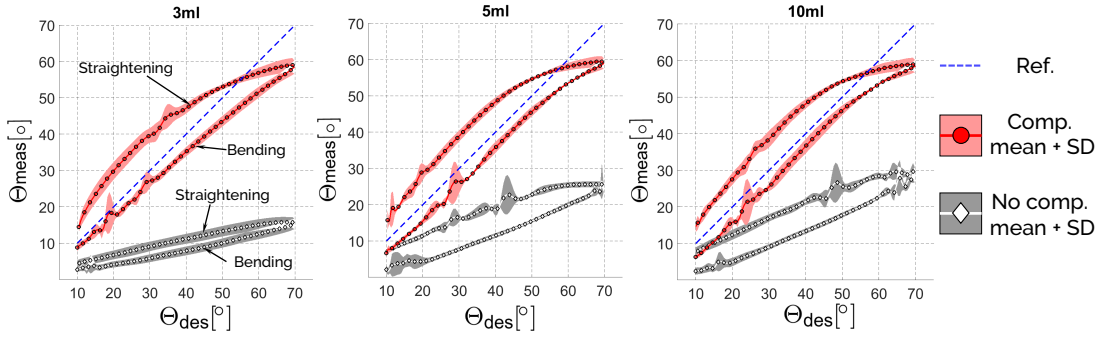 3ml
70
60
50
40
30
20
10
Θmeas[°]
Straightening
Bending
Straightening
Bending
10 20 30 40 50 60 70
Θdes[°]
5ml
70
60
50
40
30
20
10
Θmeas[°]
10 20 30 40 50 60 70
Θdes[°]
10ml
70
60
50
40
30
20
10
Θmeas[°]
10 20 30 40 50 60 70
Θdes[°]
Ref.
Comp.
mean + SD
No comp.
mean + SD